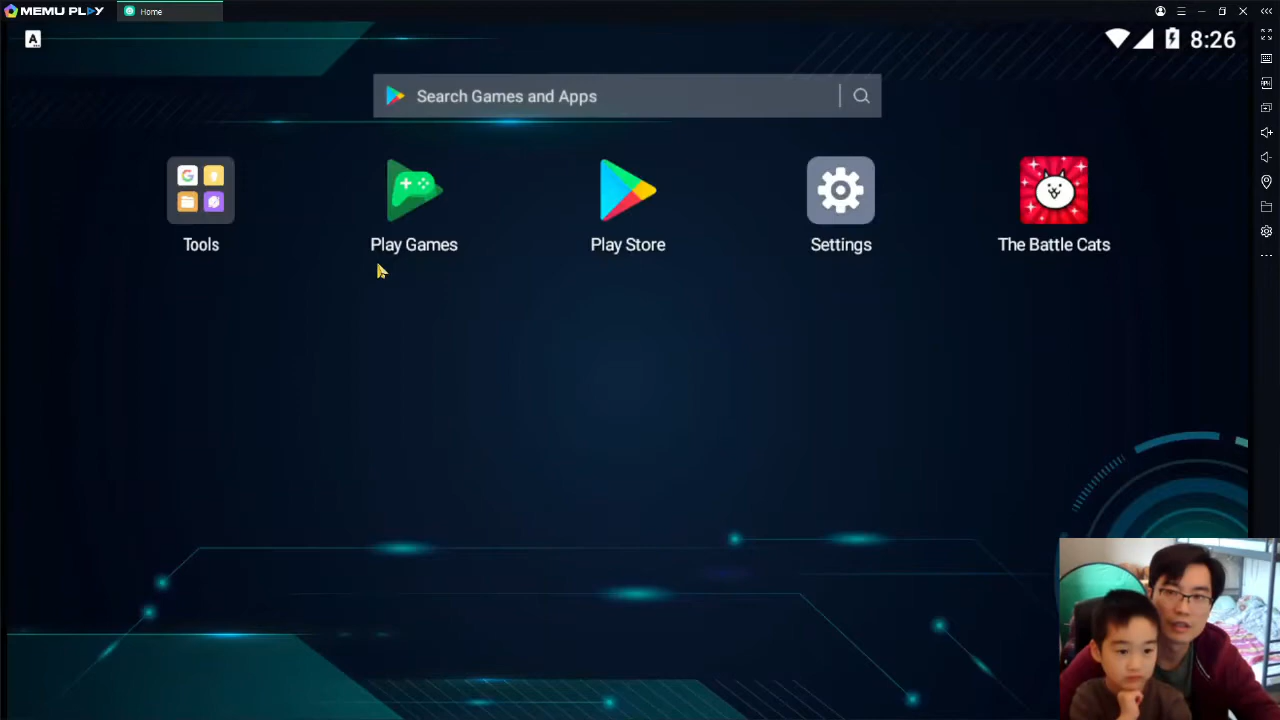 MEMU PLAY
Home
A
8:26
Search Games and Apps
Tools
Play Games
Play Store
Settings
The Battle Cats